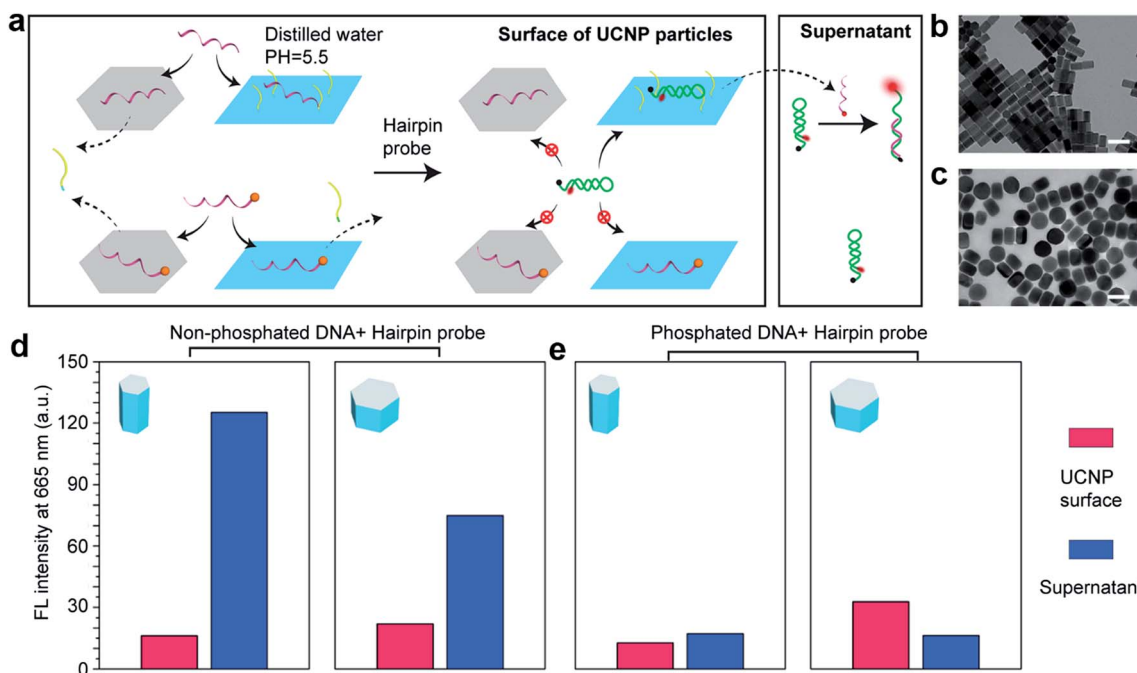 a
Distilled water
PH=5.5
Hairpin
probe
Surface of UCNP particles
Supernatant
b
c
d
Non-phosphated DNA+ Hairpin probe
e
Phosphated DNA+ Hairpin probe
FL intensity at 665 nm (a.u.)
150
120
90
60
30
0
UCNP
surface
Supernatan